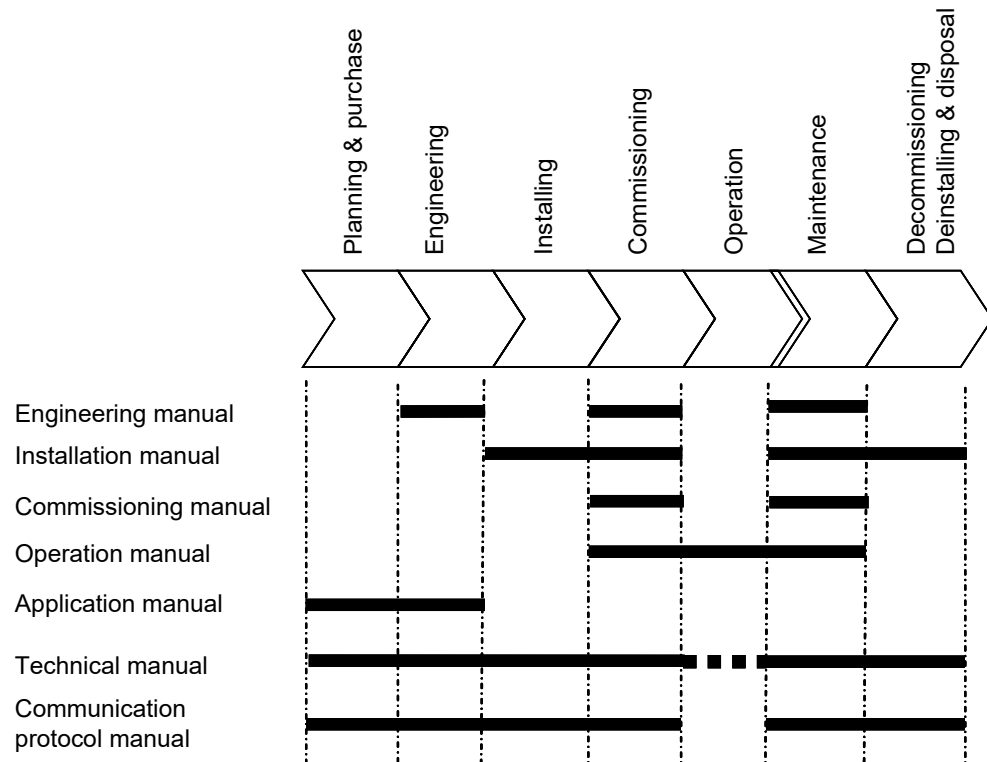 Planning & purchase
Engineering
Installing
Commissioning
Operation
Maintenance
Decommissioning
Deinstalling & disposal
Engineering manual
Installation manual
Commissioning manual
Operation manual
Application manual
Technical manual
Communication
protocol manual